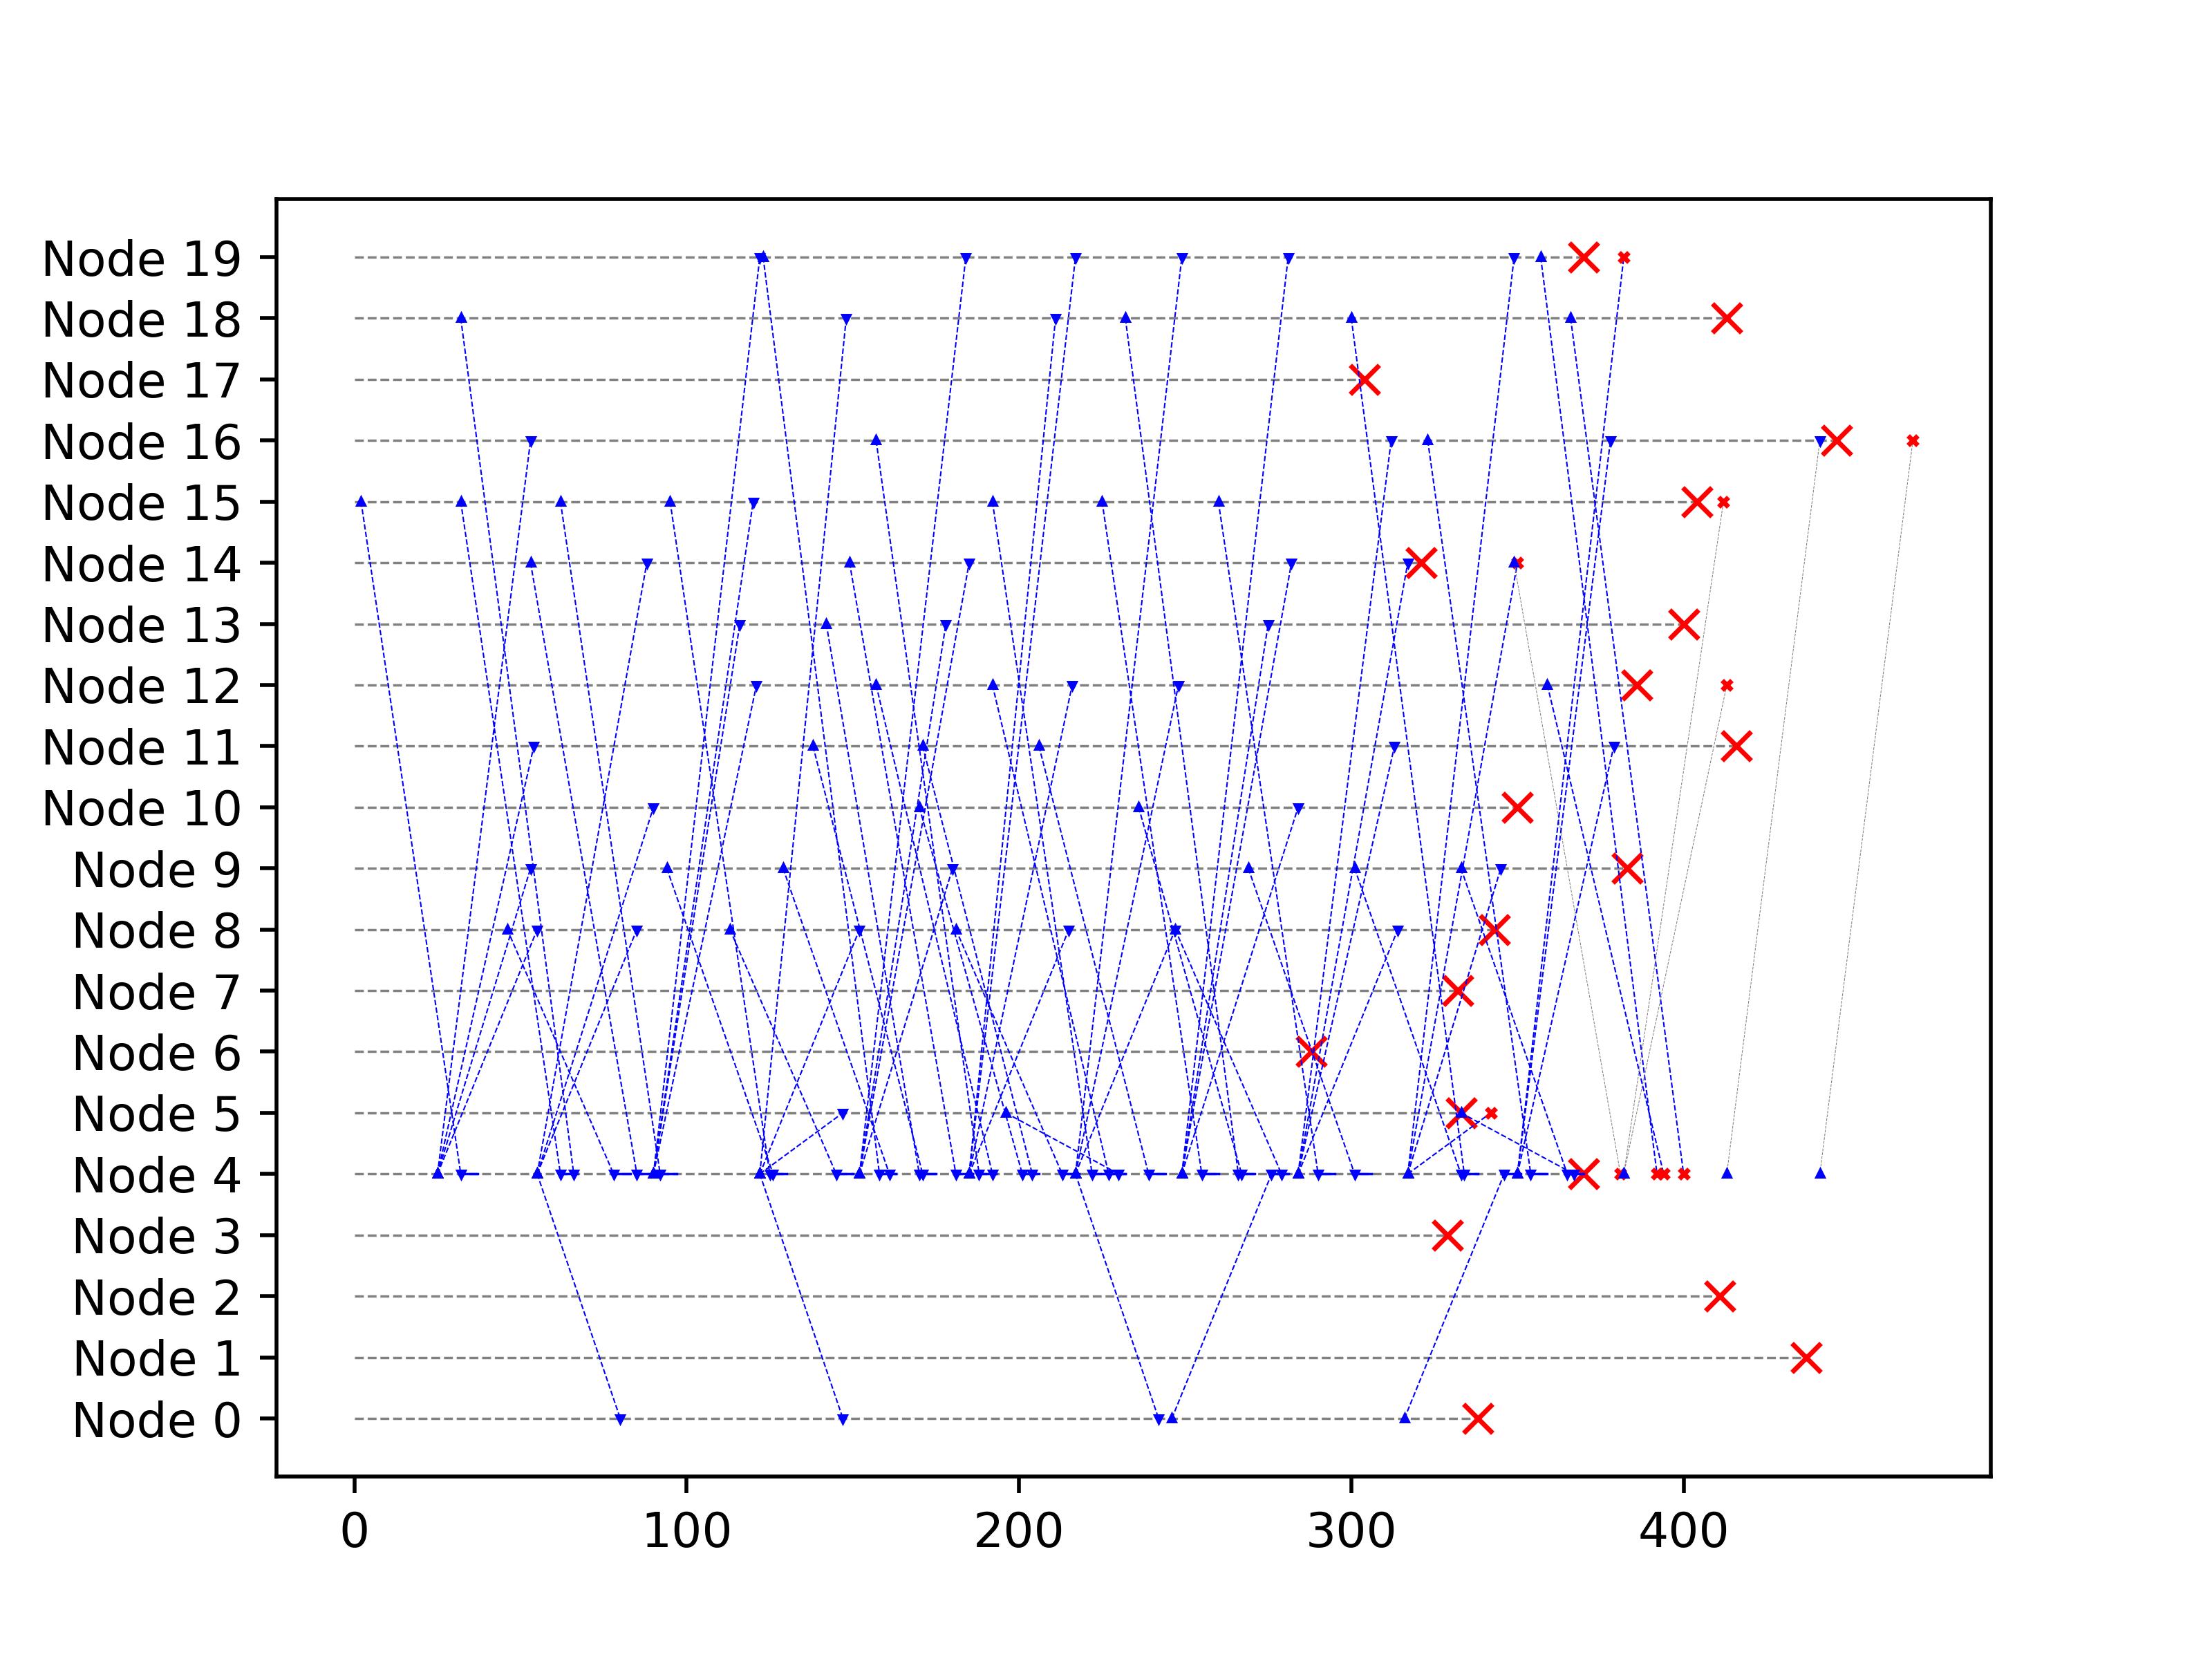 Node 19
Node 18
Node 17
Node 16
Node 15
Node 14
Node 13
Node 12
Node 11
Node 10
Node 9
Node 8
Node 7
Node 6
Node 5
Node 4
Node 3
Node 2
Node 1
Node 0
0 100 200 300 400